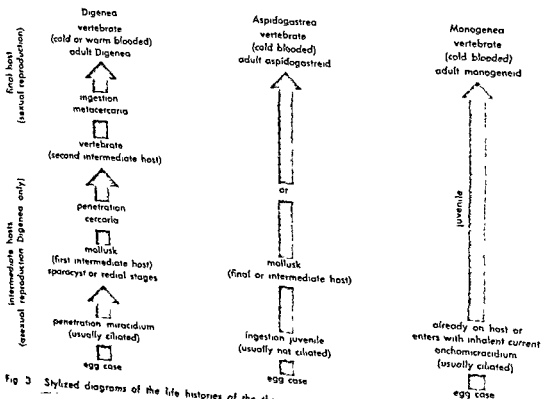 Digenea
vertebrate
(cold or warm blooded)
adult Digenea
ingestion
metacercaria
vertebrate
(second intermediate host)
penetration
cercaria
mollusk
(first intermediate host)
sporocyst or redial stages
penetration miracidium
(usually ciliated)
egg case
final host
(sexual reproduction)
intermediate hosts
(asexual reproduction Digenea only)
Aspidogastrea
vertebrate
(cold blooded)
adult aspidogastreid
or
mollusk
(final or intermediate host)
ingestion juvenile
(usually not ciliated)
egg case
Monogenea
vertebrate
(cold blooded)
adult monogeneid
juvenile
already on host or
enters with inhalent current
onchomiracidium
(usually ciliated)
egg case
Fig 3 Stylized diagrams of the life histories of the